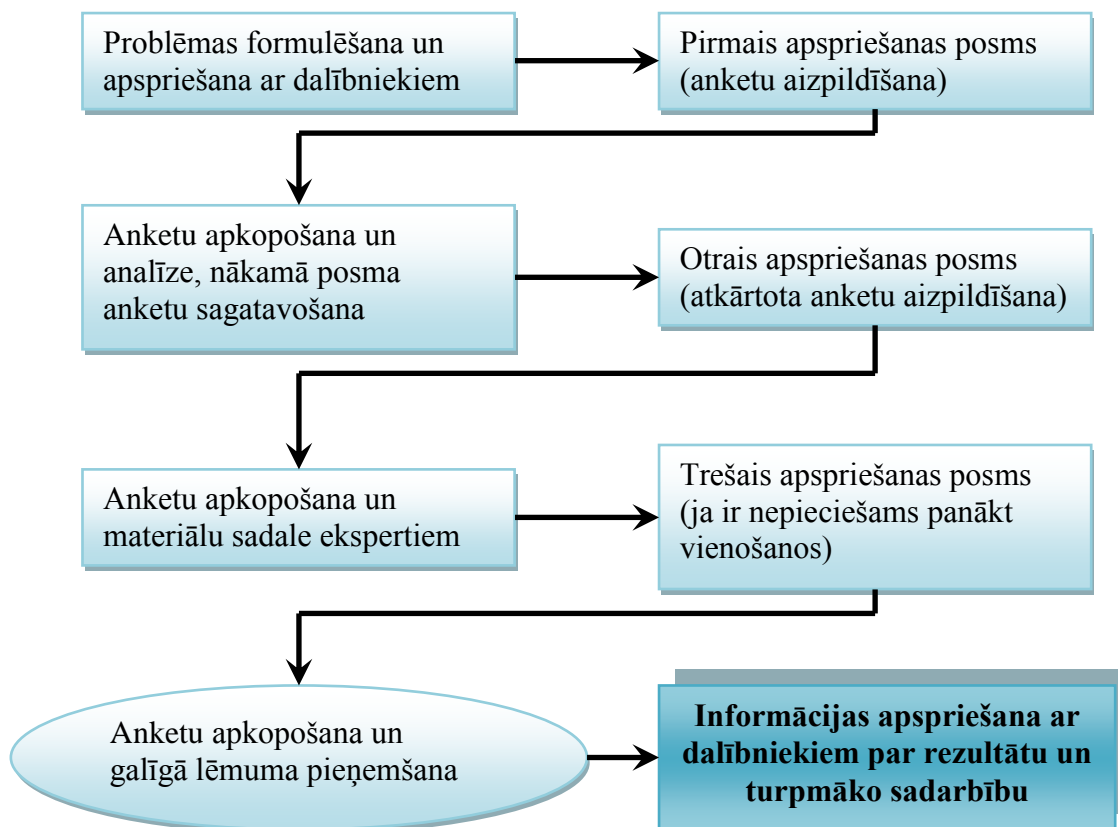 Problēmas formulēšana un
apspriešana ar dalībniekiem
Pirmais apspriešanas posms
(anketu aizpildīšana)
Anketu apkopošana un
analīze, nākamā posma
anketu sagatavošana
Otrais apspriešanas posms
(atkārtota anketu aizpildīšana)
Anketu apkopošana un
materiālu sadale ekspertiem
Trešais apspriešanas posms
(ja ir nepieciešams panākt
vienošanos)
Anketu apkopošana un
galīgā lēmuma pieņemšana
Informācijas apspriešana ar
dalībniekiem par rezultātu un
turpmāko sadarbību